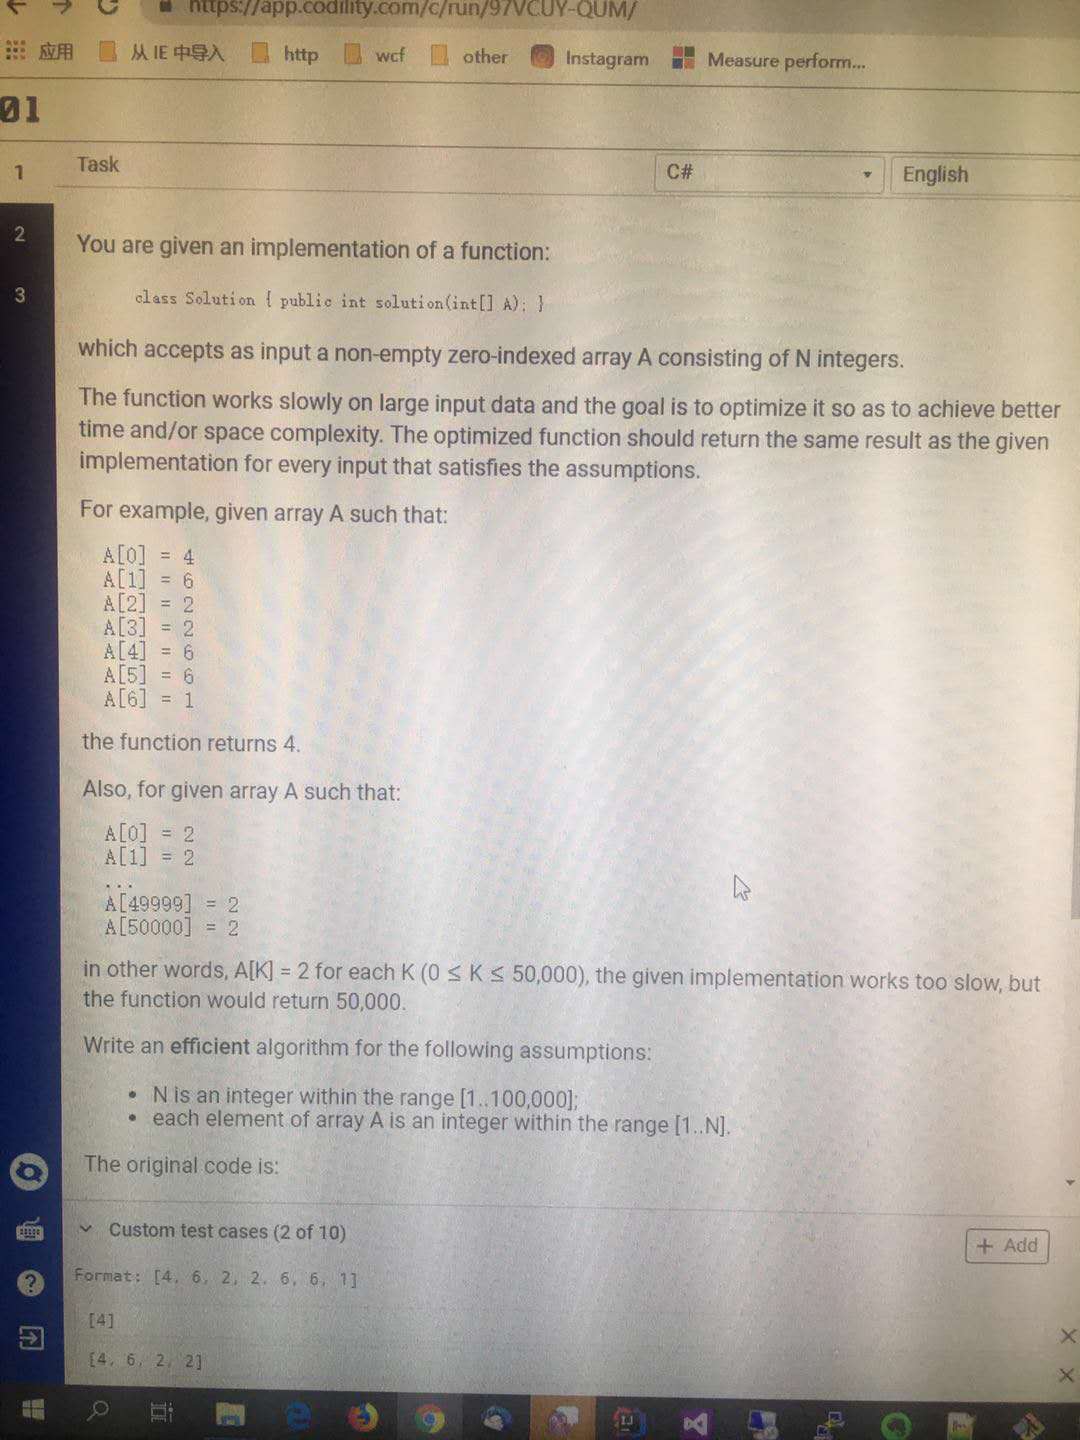 https://app.codility.com/c/run/97VCUY-QUM/
应用 从 IE 中导入 http wcf other Instagram Measure perform...
01
1 Task C# English
2
3
You are given an implementation of a function:
class Solution { public int solution(int[] A); }
which accepts as input a non-empty zero-indexed array A consisting of N integers.
The function works slowly on large input data and the goal is to optimize it so as to achieve better
time and/or space complexity. The optimized function should return the same result as the given
implementation for every input that satisfies the assumptions.
For example, given array A such that:
A[0] = 4
A[1] = 6
A[2] = 2
A[3] = 2
A[4] = 6
A[5] = 6
A[6] = 1
the function returns 4.
Also, for given array A such that:
A[0] = 2
A[1] = 2
...
A[49999] = 2
A[50000] = 2
in other words, A[K] = 2 for each K (0 ≤ K ≤ 50,000), the given implementation works too slow, but
the function would return 50,000.
Write an efficient algorithm for the following assumptions:
• N is an integer within the range [1..100,000];
• each element of array A is an integer within the range [1..N].
The original code is:
Custom test cases (2 of 10)
+ Add
Format: [4, 6, 2, 2, 6, 6, 1]
[4]
[4, 6, 2, 2]